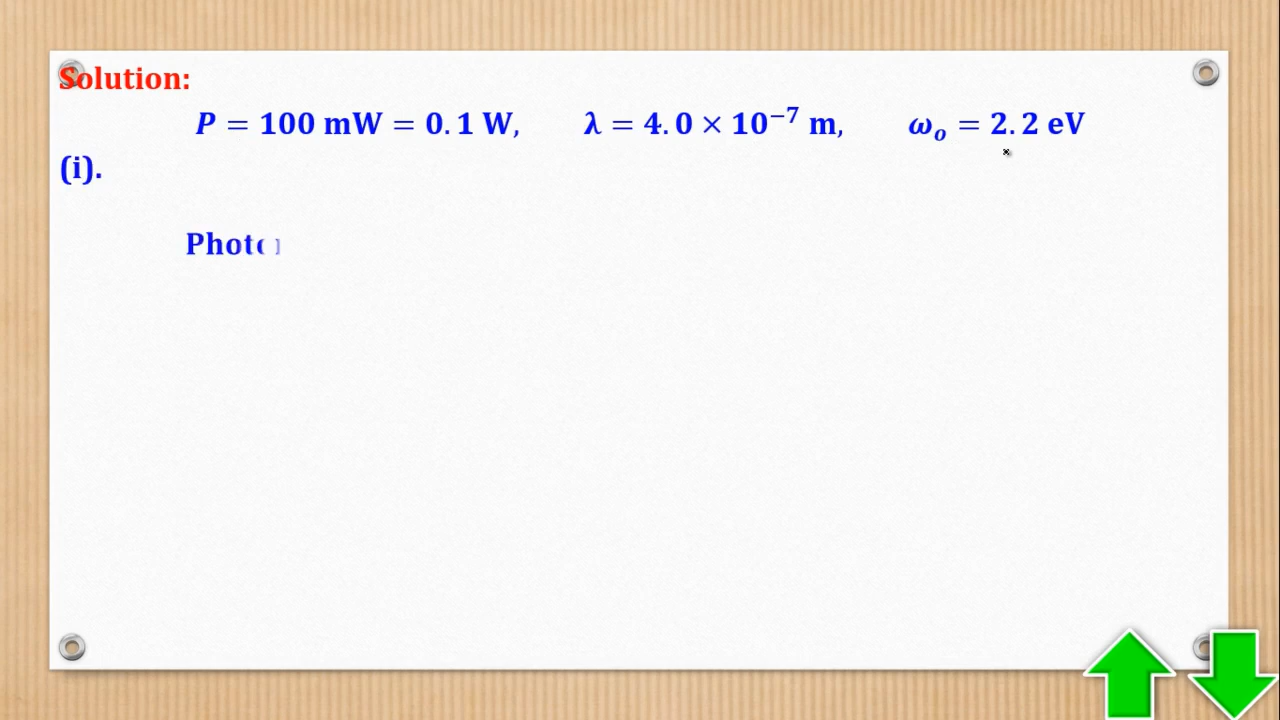 Solution:
P = 100 mW = 0.1 W, λ = 4.0 × 10⁻⁷ m, ωₒ = 2.2 eV
(i).